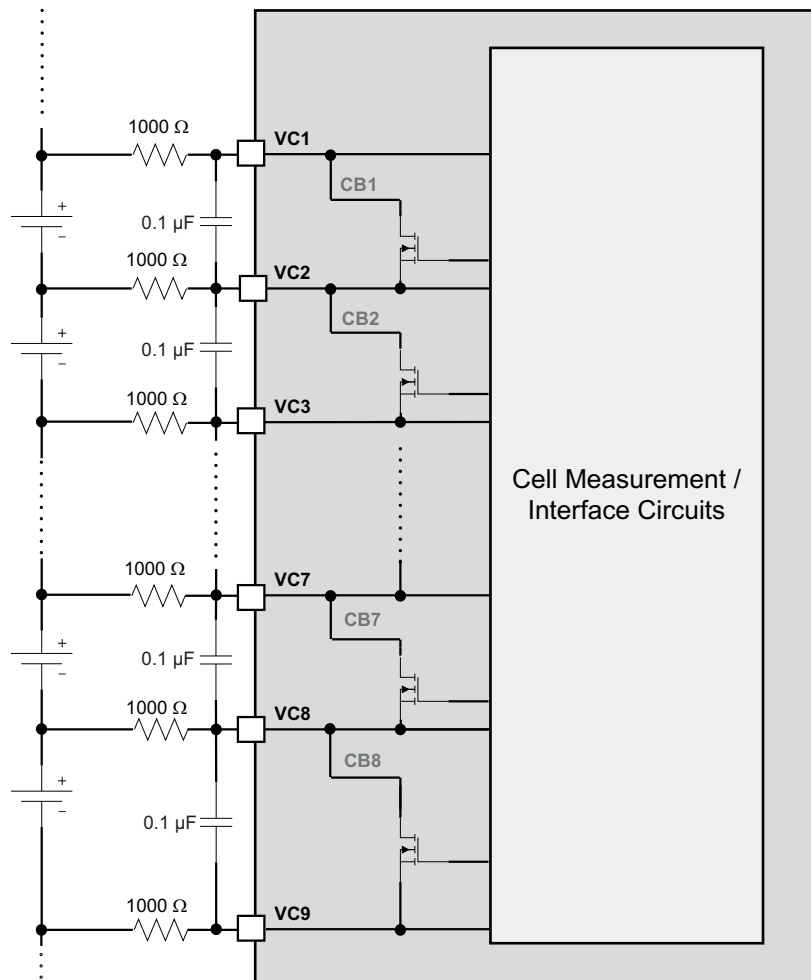 1000 Ω
VC1
CB1
+
−
0.1 µF
1000 Ω
VC2
CB2
+
−
0.1 µF
1000 Ω
VC3
Cell Measurement /
Interface Circuits
1000 Ω
VC7
CB7
+
−
0.1 µF
1000 Ω
VC8
CB8
+
−
0.1 µF
1000 Ω
VC9